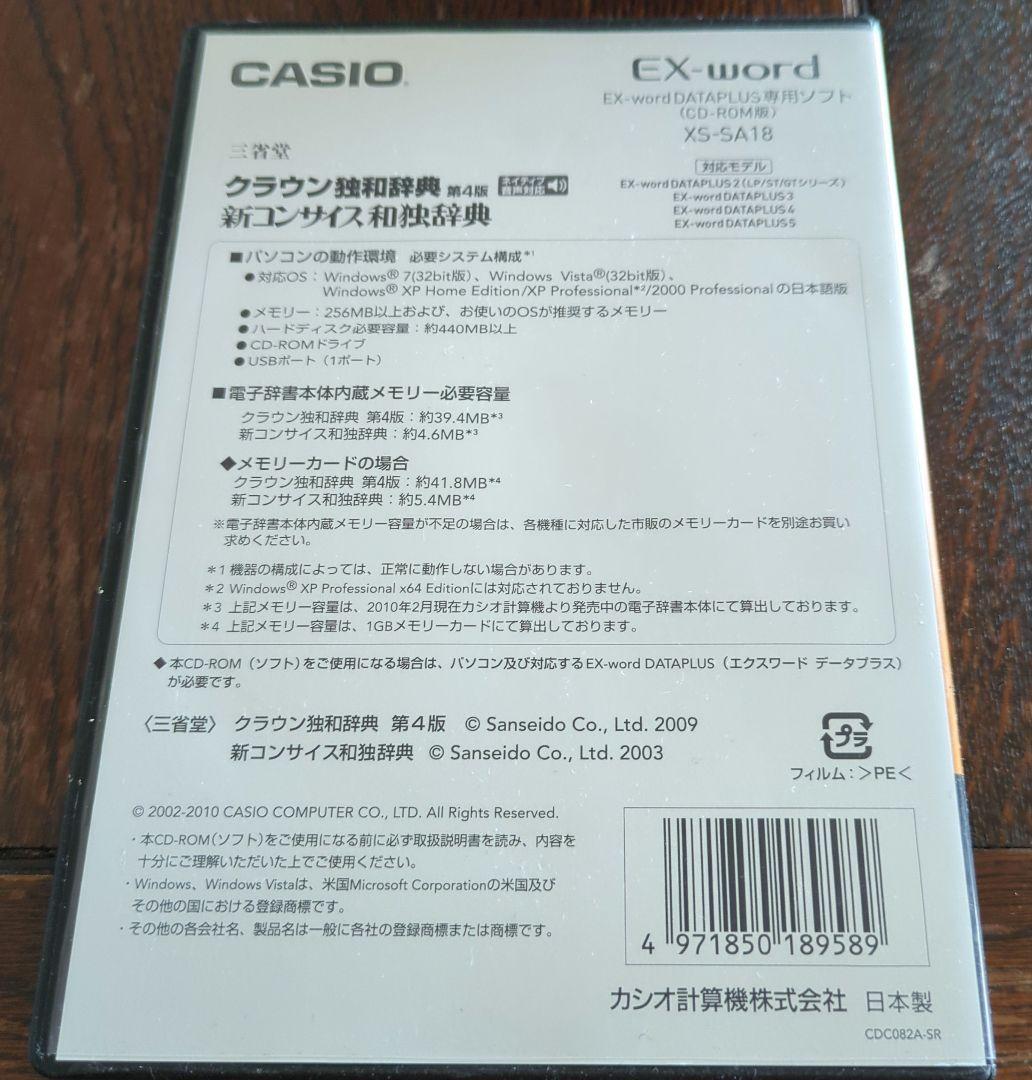 CASIO®
EX-word
EX-word DATAPLUS専用ソフト
(CD-ROM版)
XS-SA18
三省堂
クラウン独和辞典 第4版 ネイティブ音声対応
新コンサイス和独辞典
対応モデル
EX-word DATAPLUS2(LP/ST/GTシリーズ)
EX-word DATAPLUS3
EX-word DATAPLUS4
EX-word DATAPLUS5
■パソコンの動作環境 必要システム構成*1
●対応OS：Windows® 7(32bit版)、Windows Vista®(32bit版)、
Windows® XP Home Edition/XP Professional*2/2000 Professionalの日本語版
●メモリー：256MB以上および、お使いのOSが推奨するメモリー
●ハードディスク必要容量：約440MB以上
●CD-ROMドライブ
●USBポート（1ポート）
■電子辞書本体内蔵メモリー必要容量
クラウン独和辞典 第4版：約39.4MB*3
新コンサイス和独辞典：約4.6MB*3
◆メモリーカードの場合
クラウン独和辞典 第4版：約41.8MB*4
新コンサイス和独辞典：約5.4MB*4
※電子辞書本体内蔵メモリー容量が不足の場合は、各機種に対応した市販のメモリーカードを別途お買い
求めください。
*1 機器の構成によっては、正常に動作しない場合があります。
*2 Windows® XP Professional x64 Editionには対応されておりません。
*3 上記メモリー容量は、2010年2月現在カシオ計算機より発売中の電子辞書本体にて算出しております。
*4 上記メモリー容量は、1GBメモリーカードにて算出しております。
◆本CD-ROM（ソフト）をご使用になる場合は、パソコン及び対応するEX-word DATAPLUS（エクスワード データプラス）
が必要です。
〈三省堂〉 クラウン独和辞典 第4版 © Sanseido Co., Ltd. 2009
新コンサイス和独辞典 © Sanseido Co., Ltd. 2003
プラ
フィルム：>PE<
© 2002-2010 CASIO COMPUTER CO., LTD. All Rights Reserved.
・本CD-ROM(ソフト)をご使用になる前に必ず取扱説明書を読み、内容を
十分にご理解いただいた上でご使用ください。
・Windows、Windows Vistaは、米国Microsoft Corporationの米国及び
その他の国における登録商標です。
・その他の各会社名、製品名は一般に各社の登録商標または商標です。
4 971850 189589
カシオ計算機株式会社 日本製
CDC082A-SR